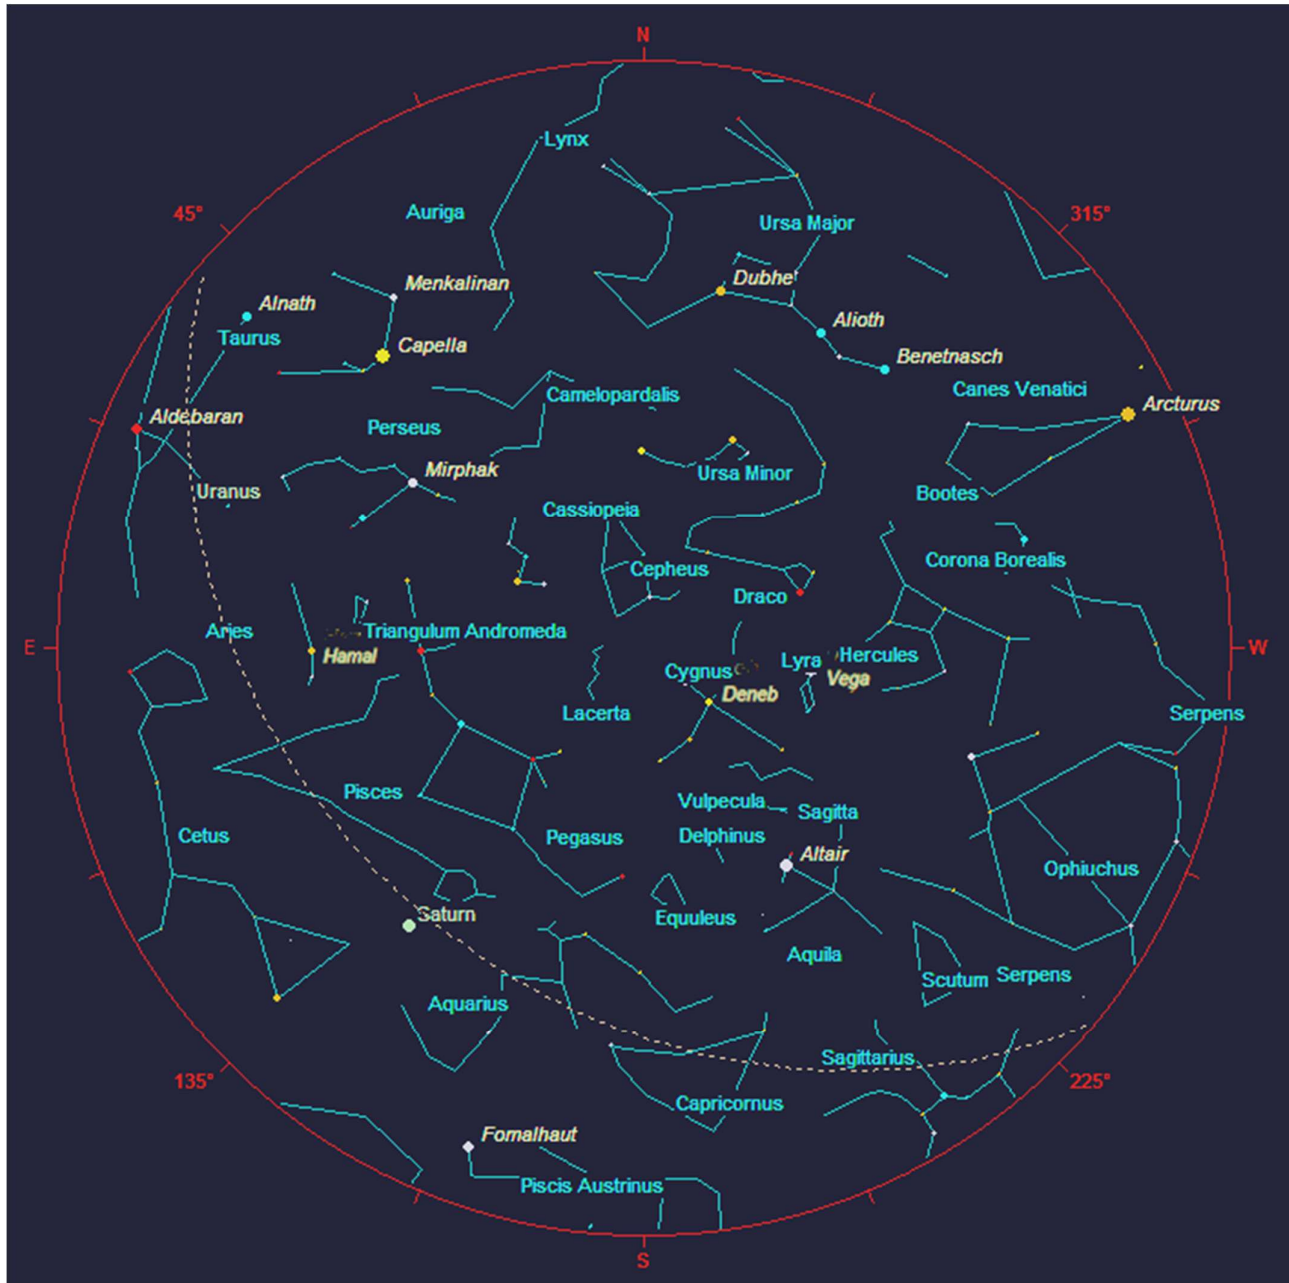 N
Lynx
Auriga
Ursa Major
45°
315°
Menkalinan
Dubhe
Alnath
Alioth
Taurus
Capella
Benetnasch
Camelopardalis
Canes Venatici
Arcturus
Aldebaran
Perseus
Mirphak
Ursa Minor
Uranus
Bootes
Cassiopeia
Cepheus
Corona Borealis
Draco
Aries
Triangulum Andromeda
E
Hamal
Cygnus
Lyra
Hercules
W
Vega
Deneb
Lacerta
Serpens
Pisces
Vulpecula
Sagitta
Cetus
Pegasus
Delphinus
Altair
Ophiuchus
Saturn
Equuleus
Aquila
Scutum
Serpens
Aquarius
Sagittarius
135°
225°
Capricornus
Fomalhaut
Piscis Austrinus
S